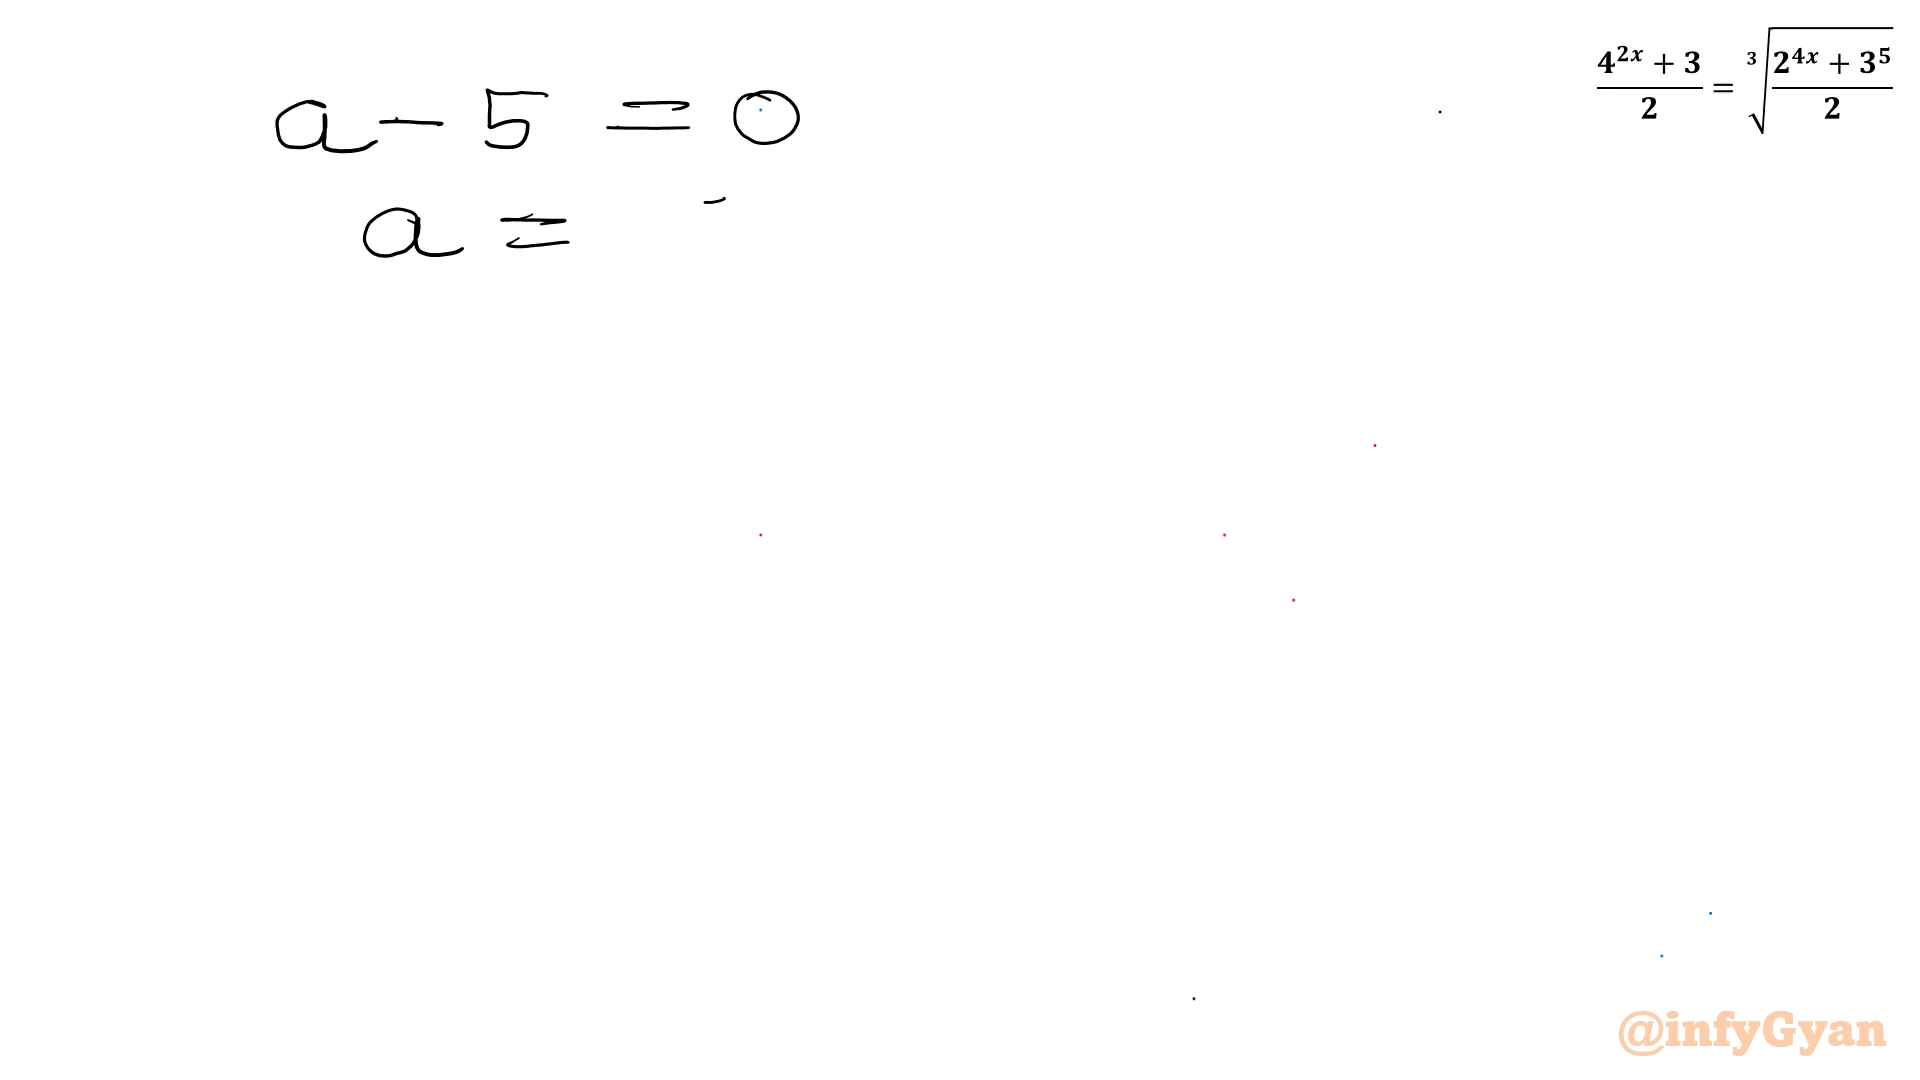 a - 5 = 0
a =
(4^{2x} + 3)/2 = ∛((2^{4x} + 3^5)/2)
@infyGyan